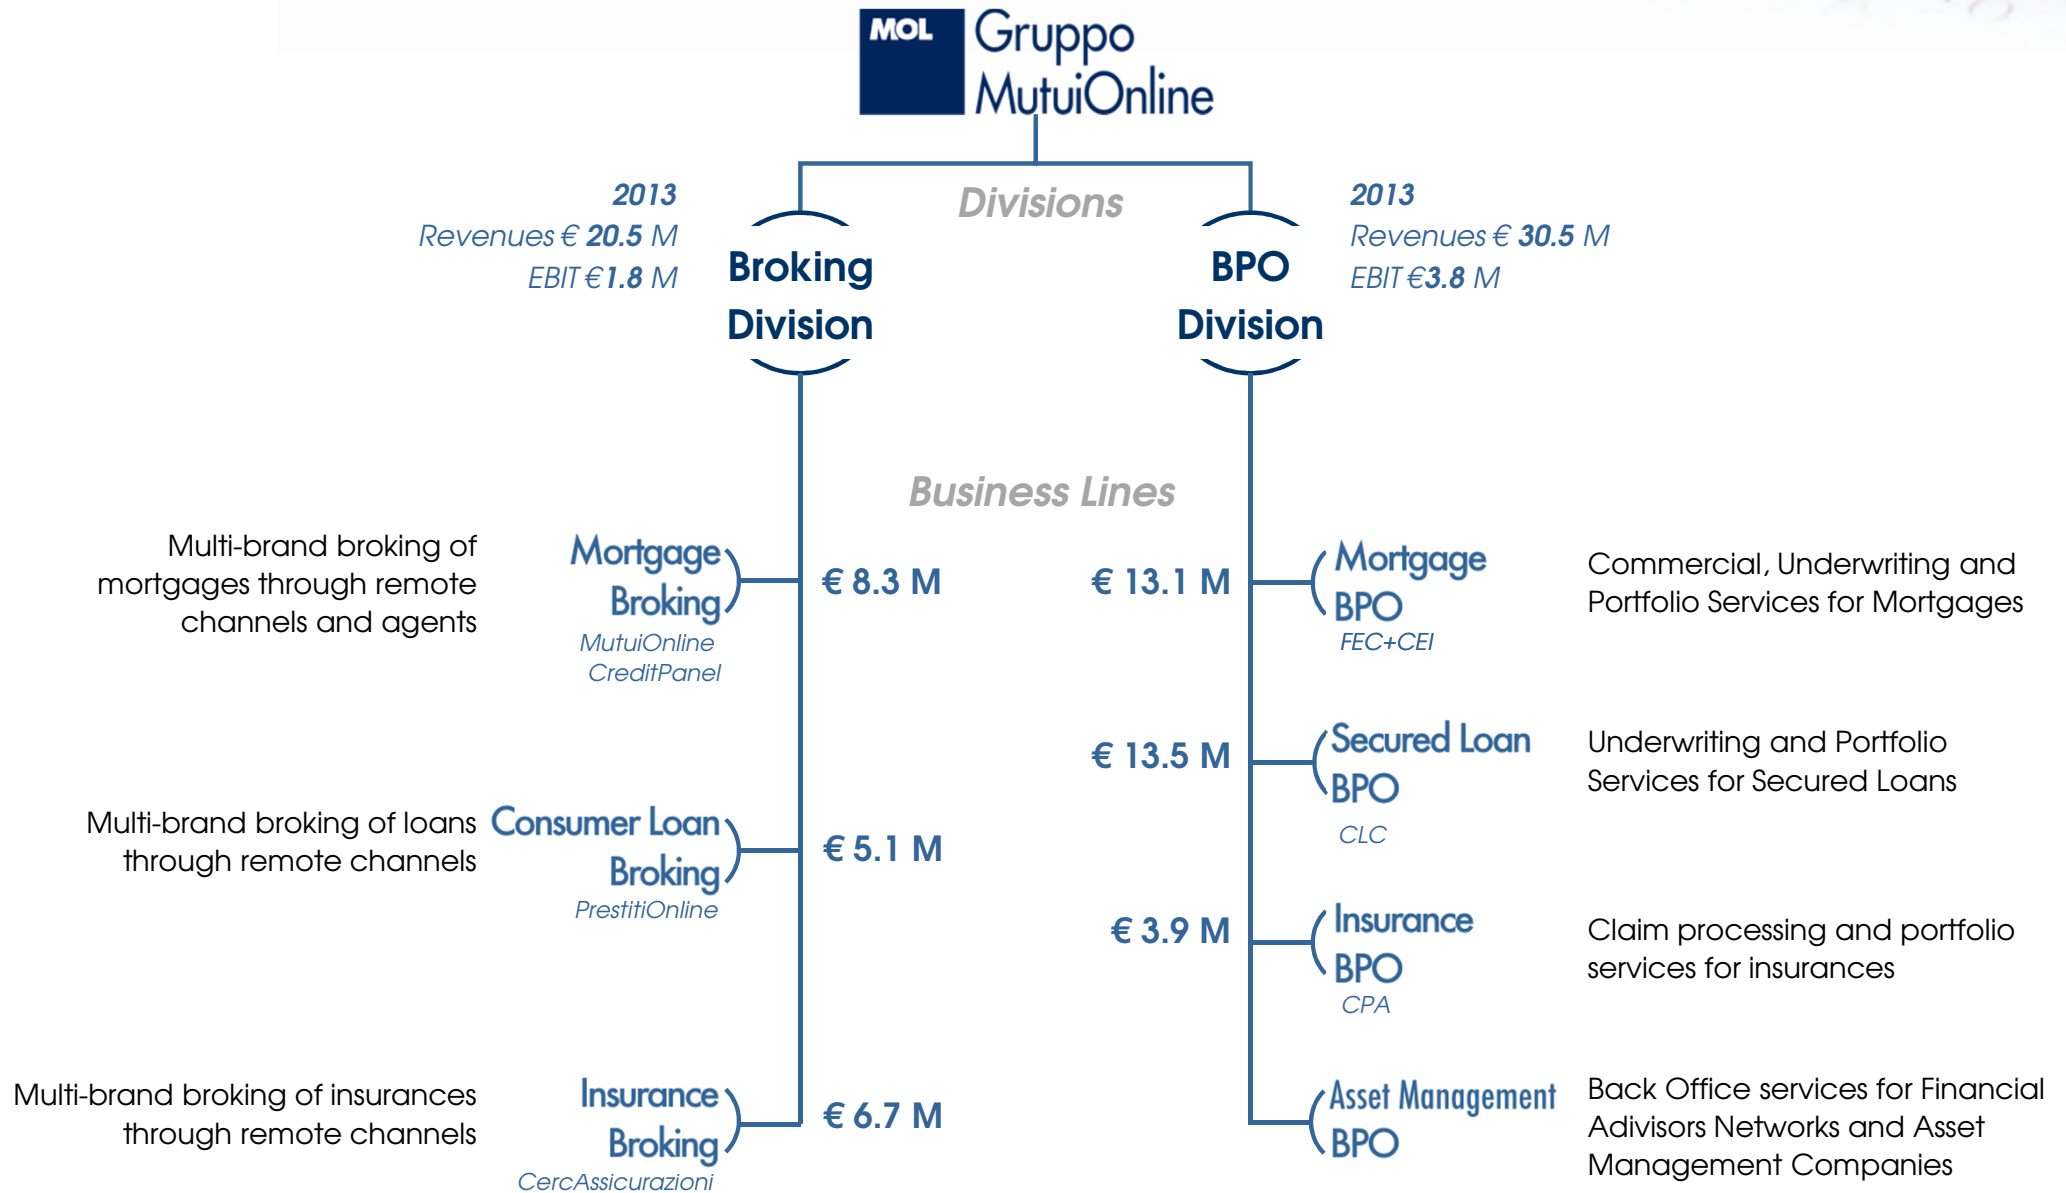 MOL
Gruppo
MutuiOnline
Divisions
2013
Revenues € 20.5 M
EBIT €1.8 M
Broking
Division
BPO
Division
2013
Revenues € 30.5 M
EBIT €3.8 M
Business Lines
Multi-brand broking of
mortgages through remote
channels and agents
Mortgage
Broking
MutuiOnline
CreditPanel
€ 8.3 M
Multi-brand broking of loans
through remote channels
Consumer Loan
Broking
PrestitiOnline
€ 5.1 M
Multi-brand broking of insurances
through remote channels
Insurance
Broking
CercAssicurazioni
€ 6.7 M
€ 13.1 M
Mortgage
BPO
FEC+CEI
Commercial, Underwriting and
Portfolio Services for Mortgages
€ 13.5 M
Secured Loan
BPO
CLC
Underwriting and Portfolio
Services for Secured Loans
€ 3.9 M
Insurance
BPO
CPA
Claim processing and portfolio
services for insurances
Asset Management
BPO
Back Office services for Financial
Adivisors Networks and Asset
Management Companies